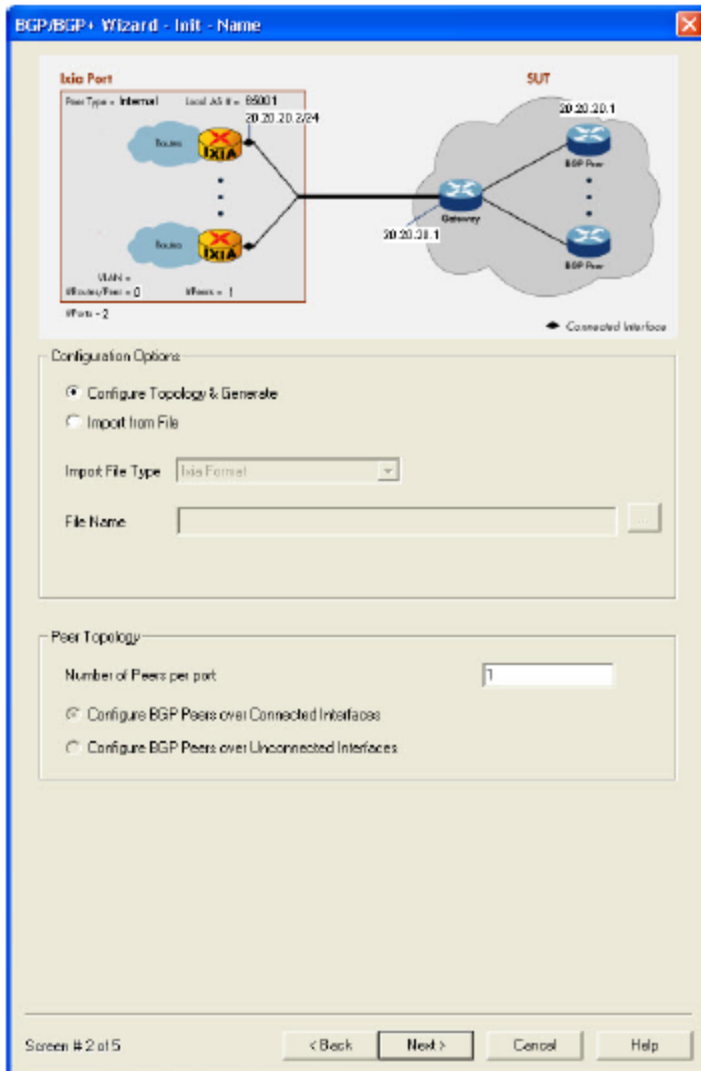 BGP/BGP+ Wizard - Init - Name
Ixia Port
SUT
Peer Type = Internal
Local AS # = 65001
20.20.20.2/24
20.20.20.1
Routes
IXIA
BGP Peer
Gateway
20.20.20.1
Routes
IXIA
BGP Peer
VLAN =
#Routes/Peer = 0
#Peers = 1
#Ports = 2
Connected Interface
Configuration Options
Configure Topology & Generate
Import from File
Import File Type
Ixia Format
File Name
...
Peer Topology
Number of Peers per port
1
Configure BGP Peers over Connected Interfaces
Configure BGP Peers over Unconnected Interfaces
Screen # 2 of 5
< Back
Next >
Cancel
Help